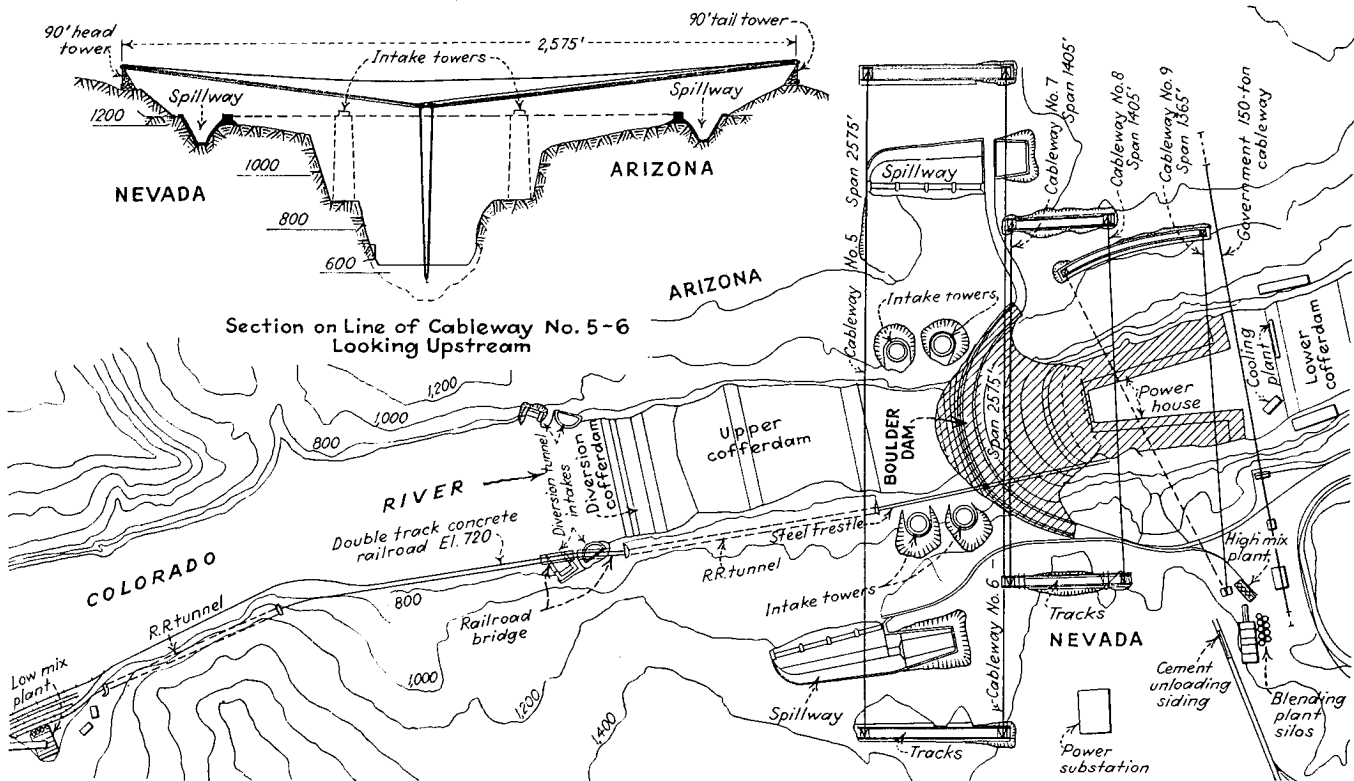 90' head
tower
2,575'
90' tail tower
Intake towers
Spillway
Spillway
1200
1000
800
600
NEVADA
ARIZONA
Section on Line of Cableway No. 5-6
Looking Upstream
Cableway No. 5 Span 2575'
Spillway
Cableway No. 7
Span 1405'
Cableway No. 8
Span 1405'
Cableway No. 9
Span 1365'
Government 150-ton
cableway
ARIZONA
Intake towers
BOULDER
DAM
Span 2575'
Cableway No. 6
Power
house
Cooling
plant
Lower
cofferdam
1,200
1,000
800
RIVER
Diversion tunnel
intakes
Diversion
cofferdam
Upper
cofferdam
Double track concrete
railroad El. 720
Steel trestle
R.R. tunnel
COLORADO
R.R. tunnel
800
Railroad
bridge
Intake towers
High mix
plant
Tracks
NEVADA
Low mix
plant
1,000
1,200
1,400
Spillway
Tracks
Cement
unloading
siding
Power
substation
Blending
plant
silos